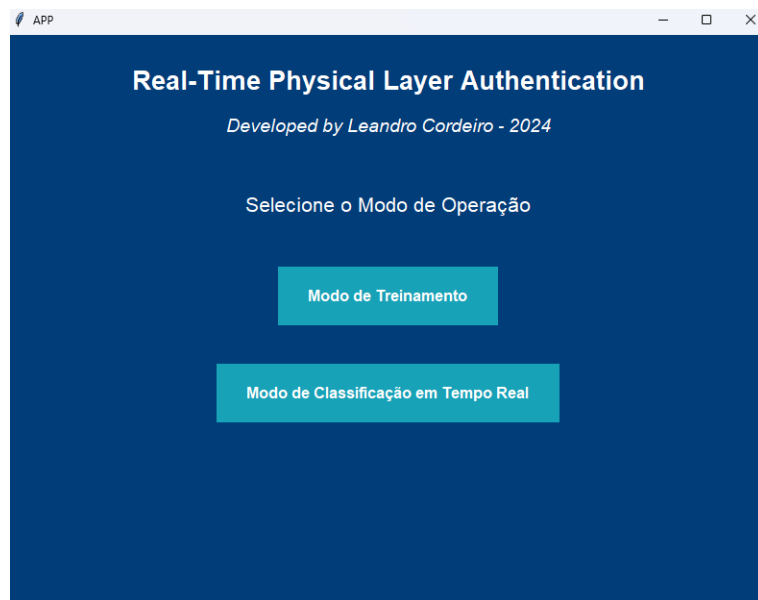 APP
Real-Time Physical Layer Authentication
Developed by Leandro Cordeiro - 2024
Selecione o Modo de Operação
Modo de Treinamento
Modo de Classificação em Tempo Real